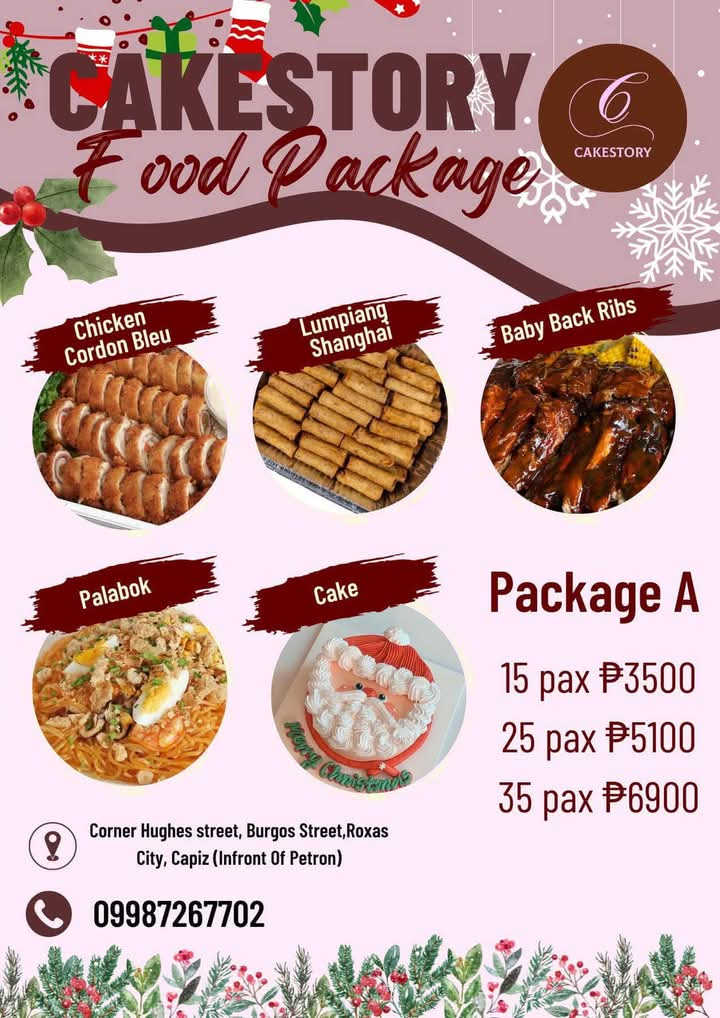 CAKESTORY
Food Package
C
CAKESTORY
Chicken
Cordon Bleu
Lumpiang
Shanghai
Baby Back Ribs
Palabok
Cake
Merry Christmas
Package A
15 pax ₱3500
25 pax ₱5100
35 pax ₱6900
Corner Hughes street, Burgos Street,Roxas
City, Capiz (Infront Of Petron)
09987267702